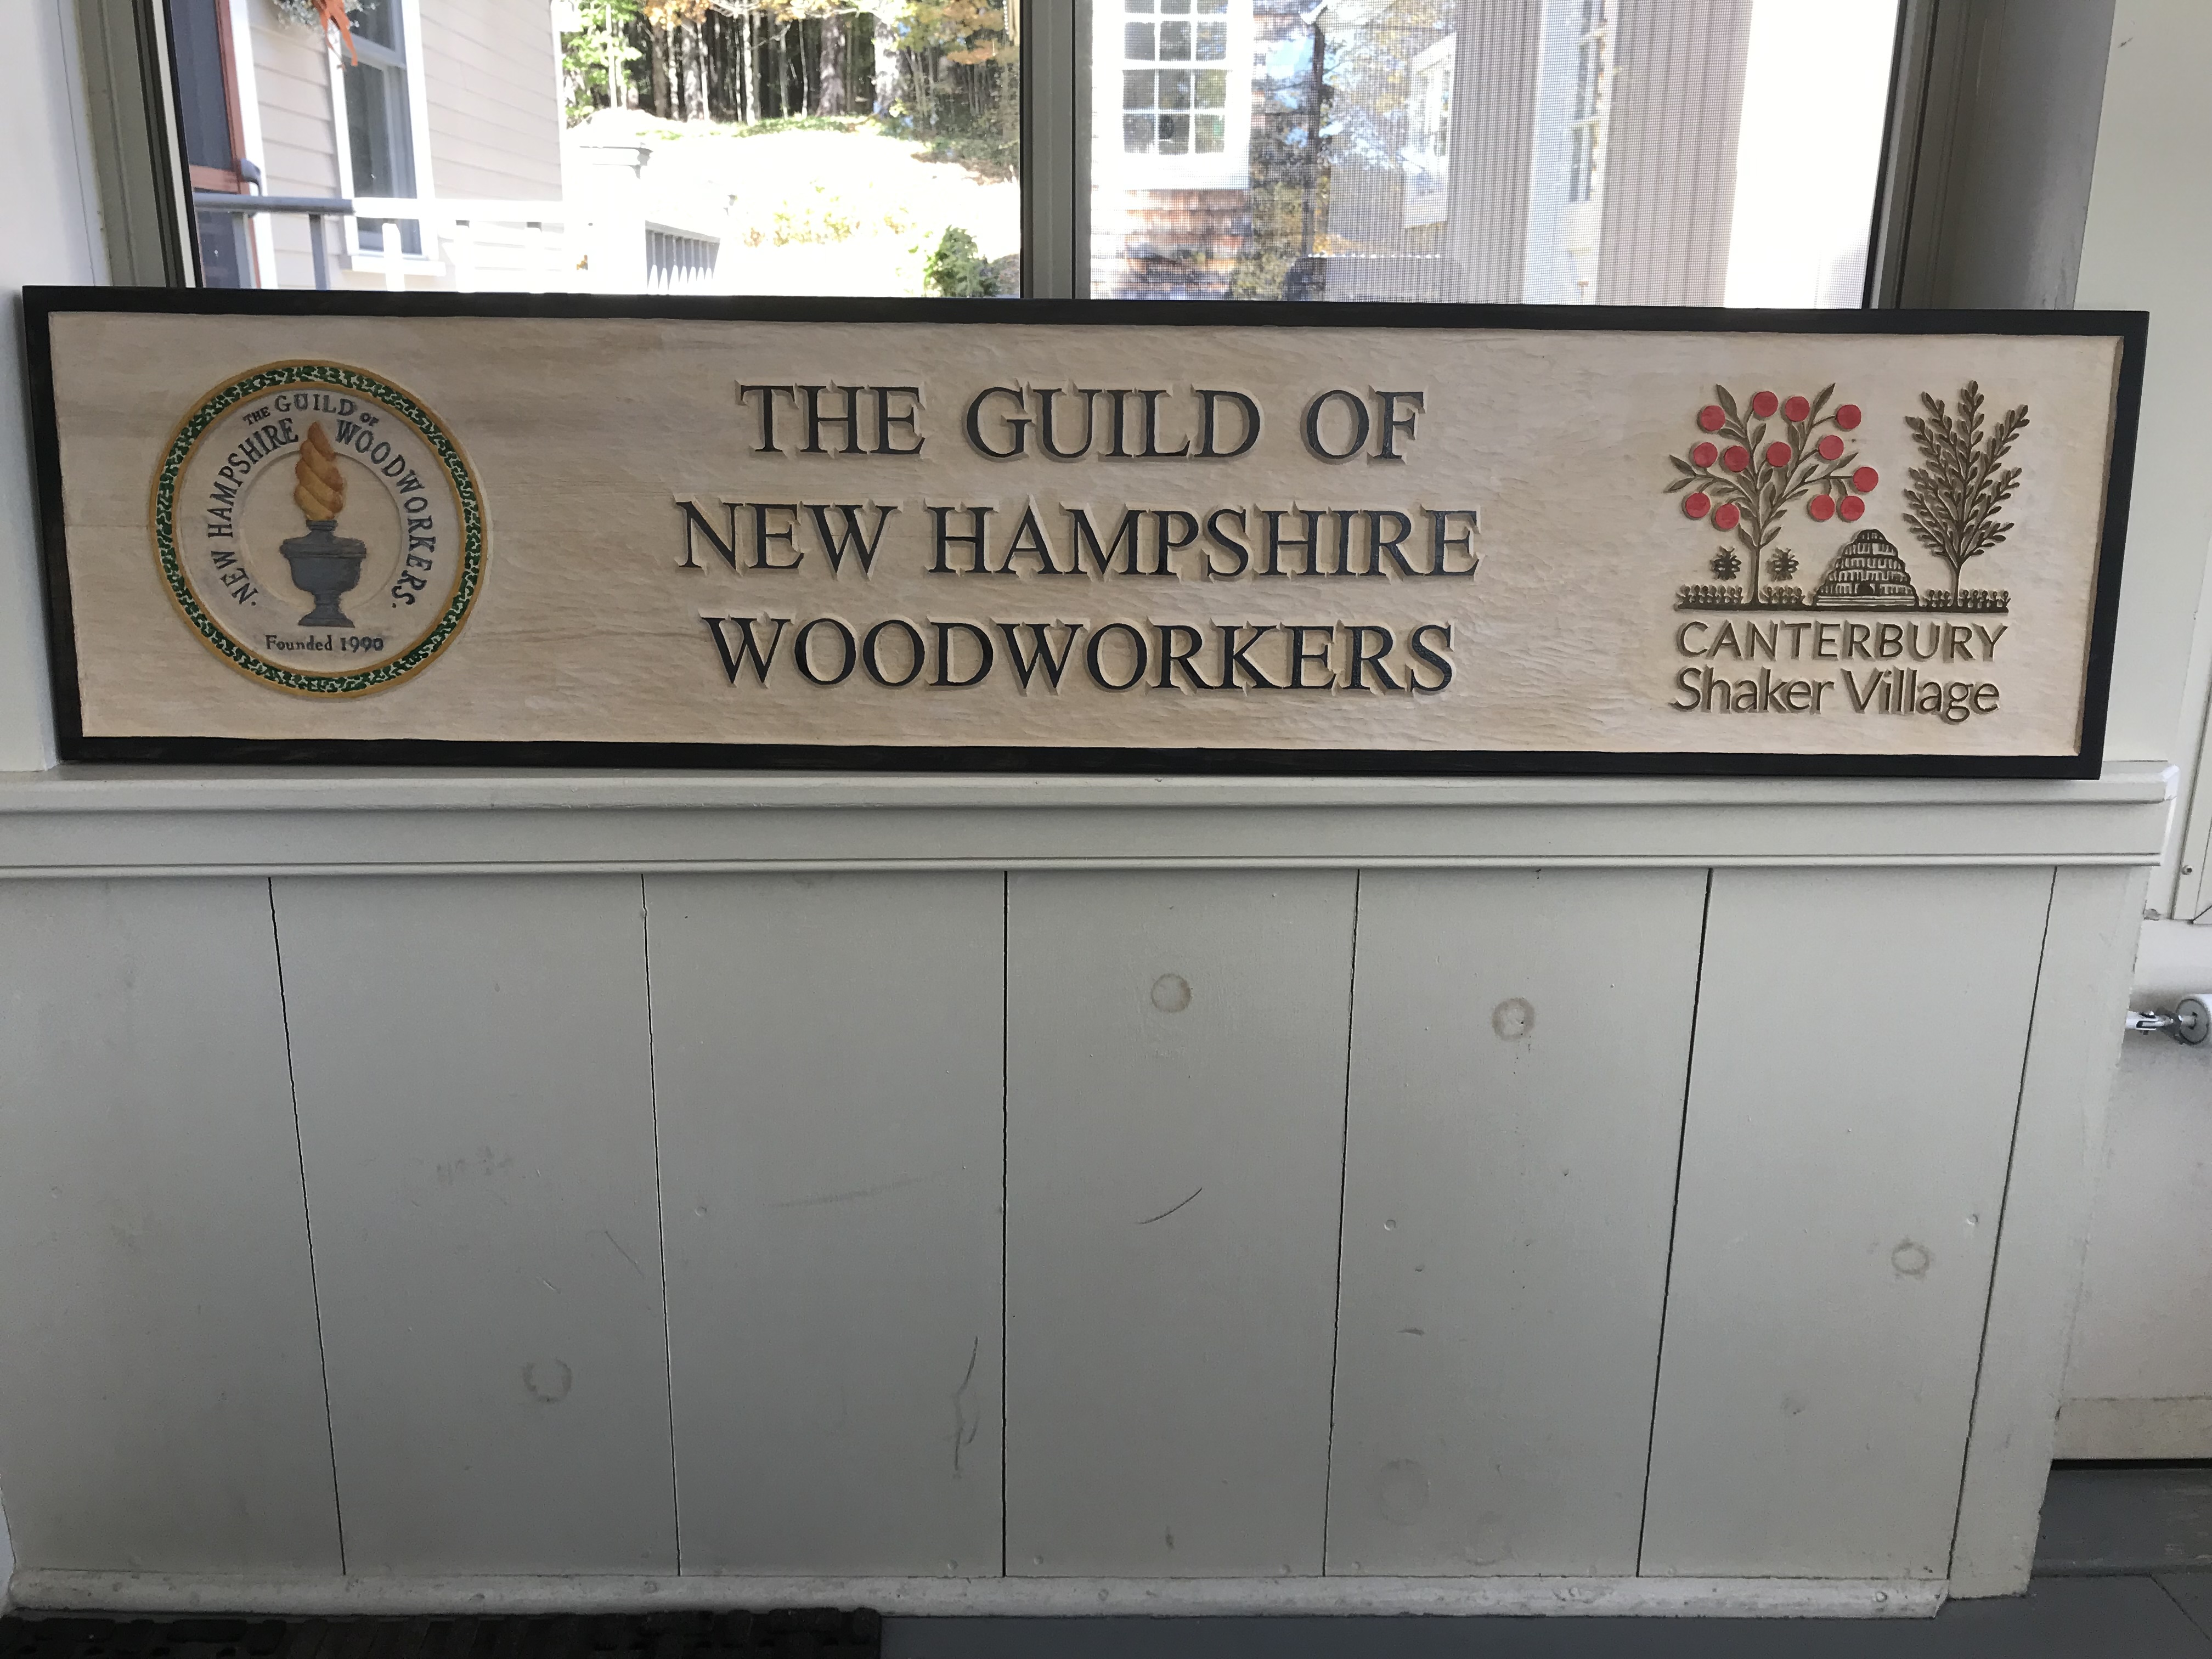 THE GUILD OF
NEW HAMPSHIRE WOODWORKERS.
Founded 1990
THE GUILD OF
NEW HAMPSHIRE
WOODWORKERS
CANTERBURY
Shaker Village